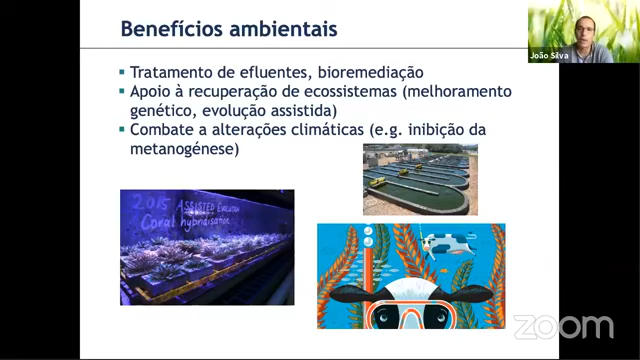 Benefícios ambientais
João Silva
Tratamento de efluentes, bioremediação
Apoio à recuperação de ecossistemas (melhoramento
genético, evolução assistida)
Combate a alterações climáticas (e.g. inibição da
metanogénese)
2015 ASSISTED EVOLUTION
Coral hybridisation
zoom